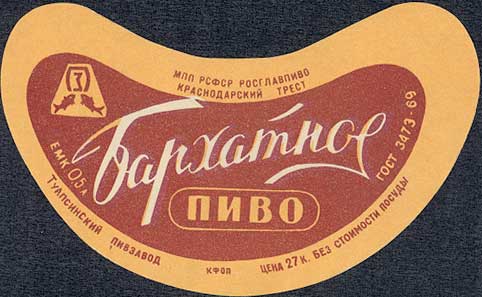 МПП РСФСР РОСГЛАВПИВО
КРАСНОДАРСКИЙ ТРЕСТ
Бархатное
ПИВО
ЕМК. 0,5 л
ГОСТ 3473-69
ТУАПСИНСКИЙ ПИВЗАВОД
КФОП
ЦЕНА 27 К. БЕЗ СТОИМОСТИ ПОСУДЫ